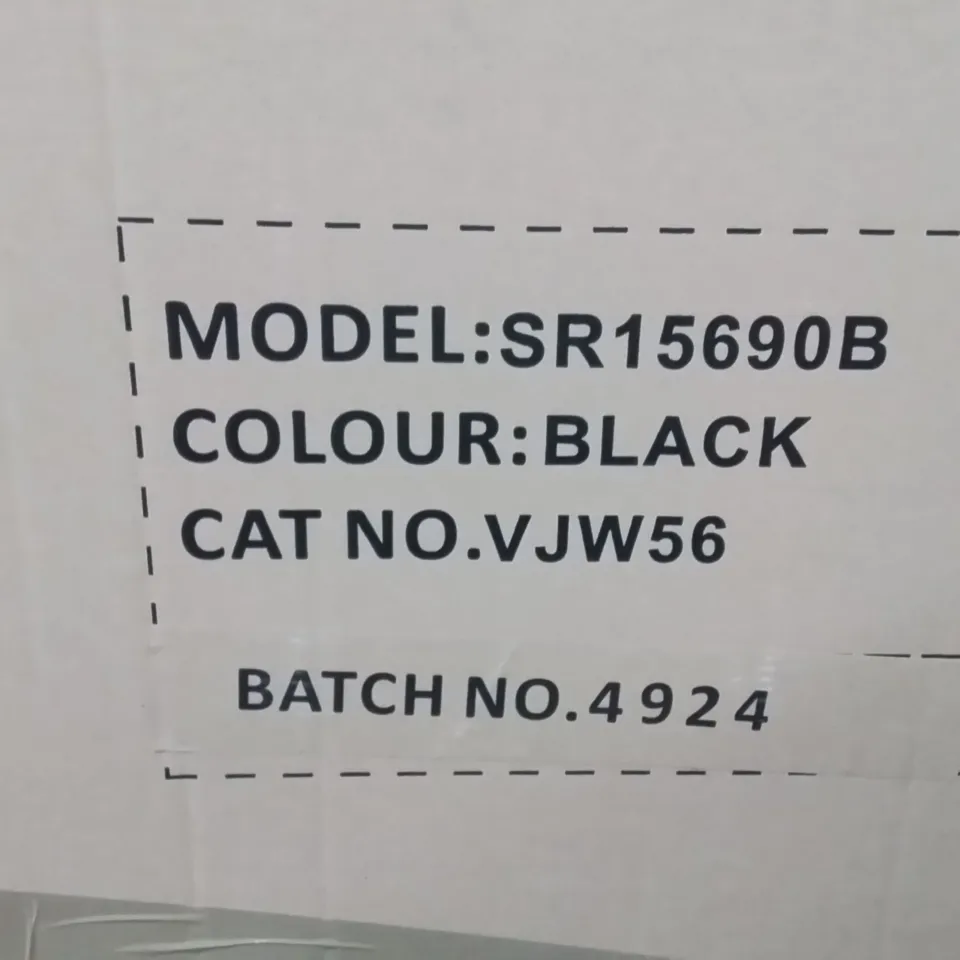 MODEL:SR15690B
COLOUR:BLACK
CAT NO.VJW56
BATCH NO.4924